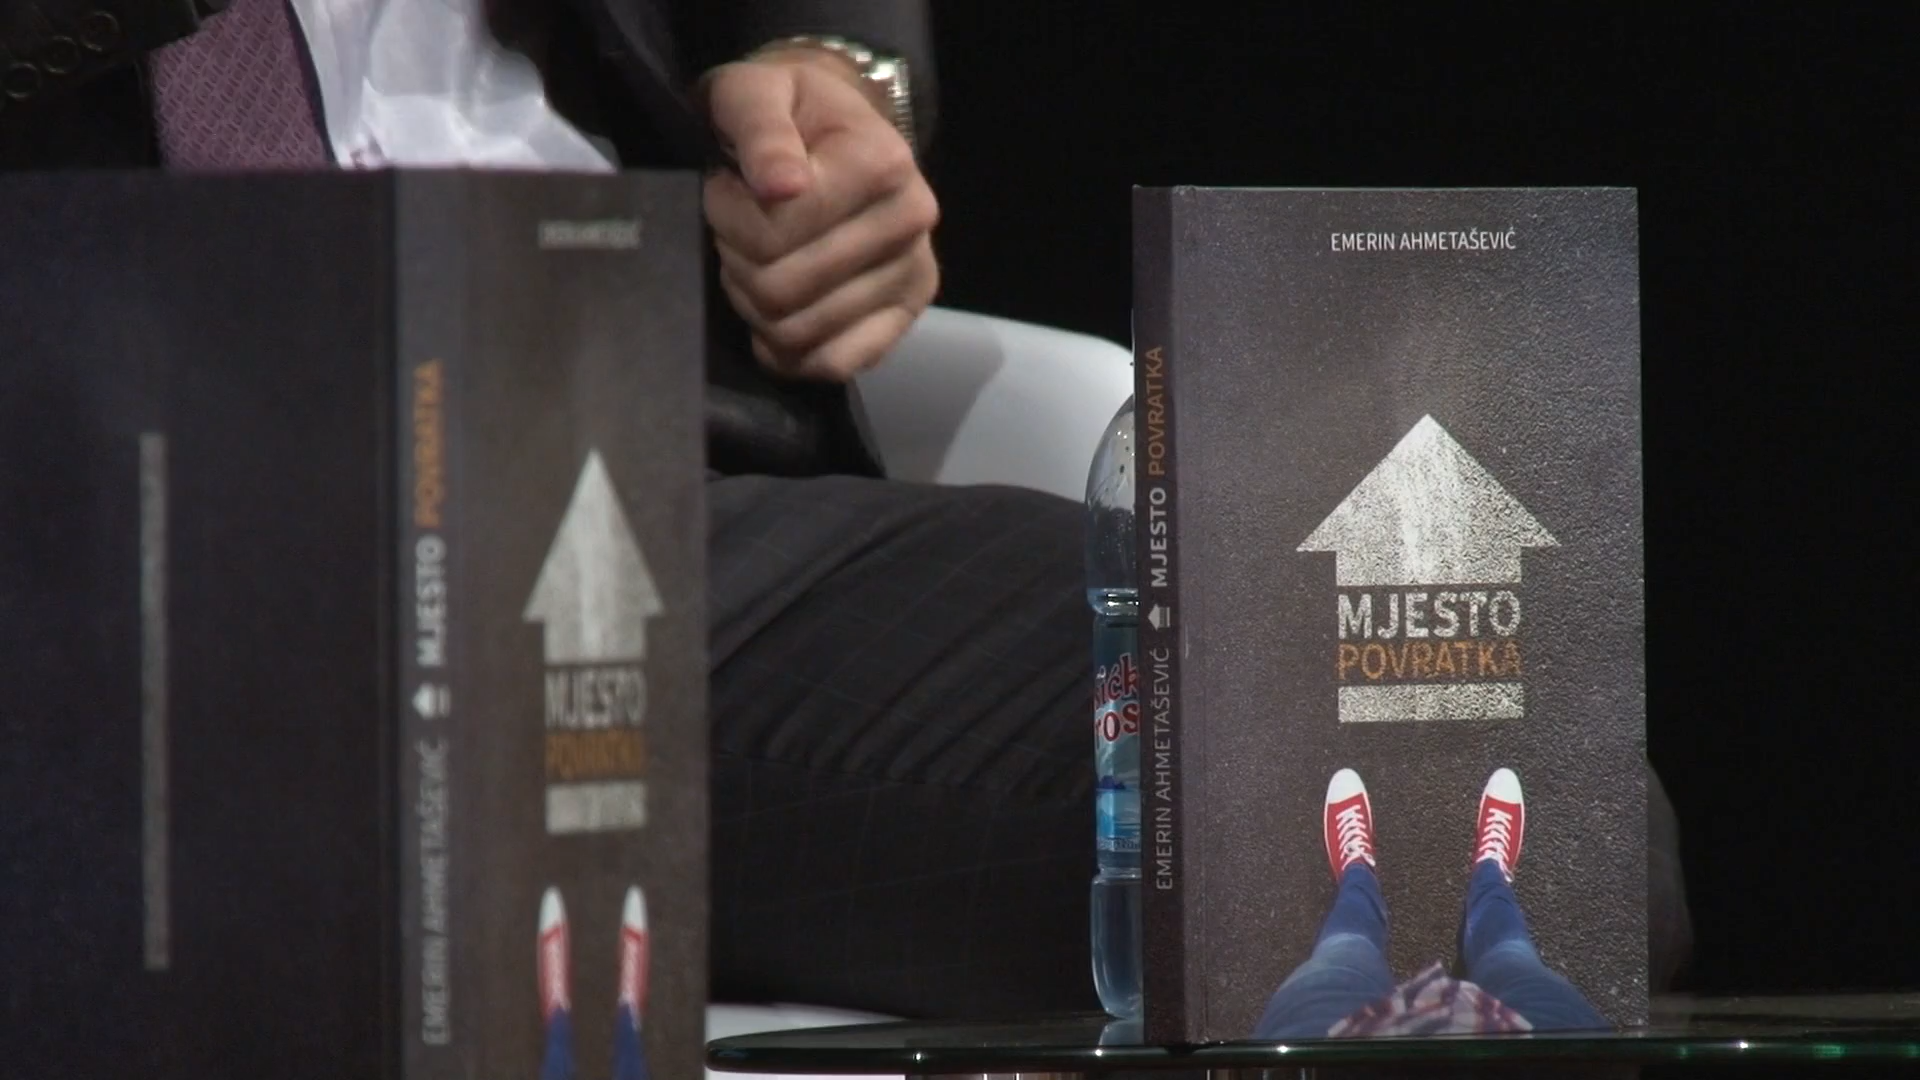 EMERIN AHMETAŠEVIĆ MJESTO POVRATKA
MJESTO
POVRATKA
EMERIN AHMETAŠEVIĆ MJESTO POVRATKA
EMERIN AHMETAŠEVIĆ
MJESTO
POVRATKA